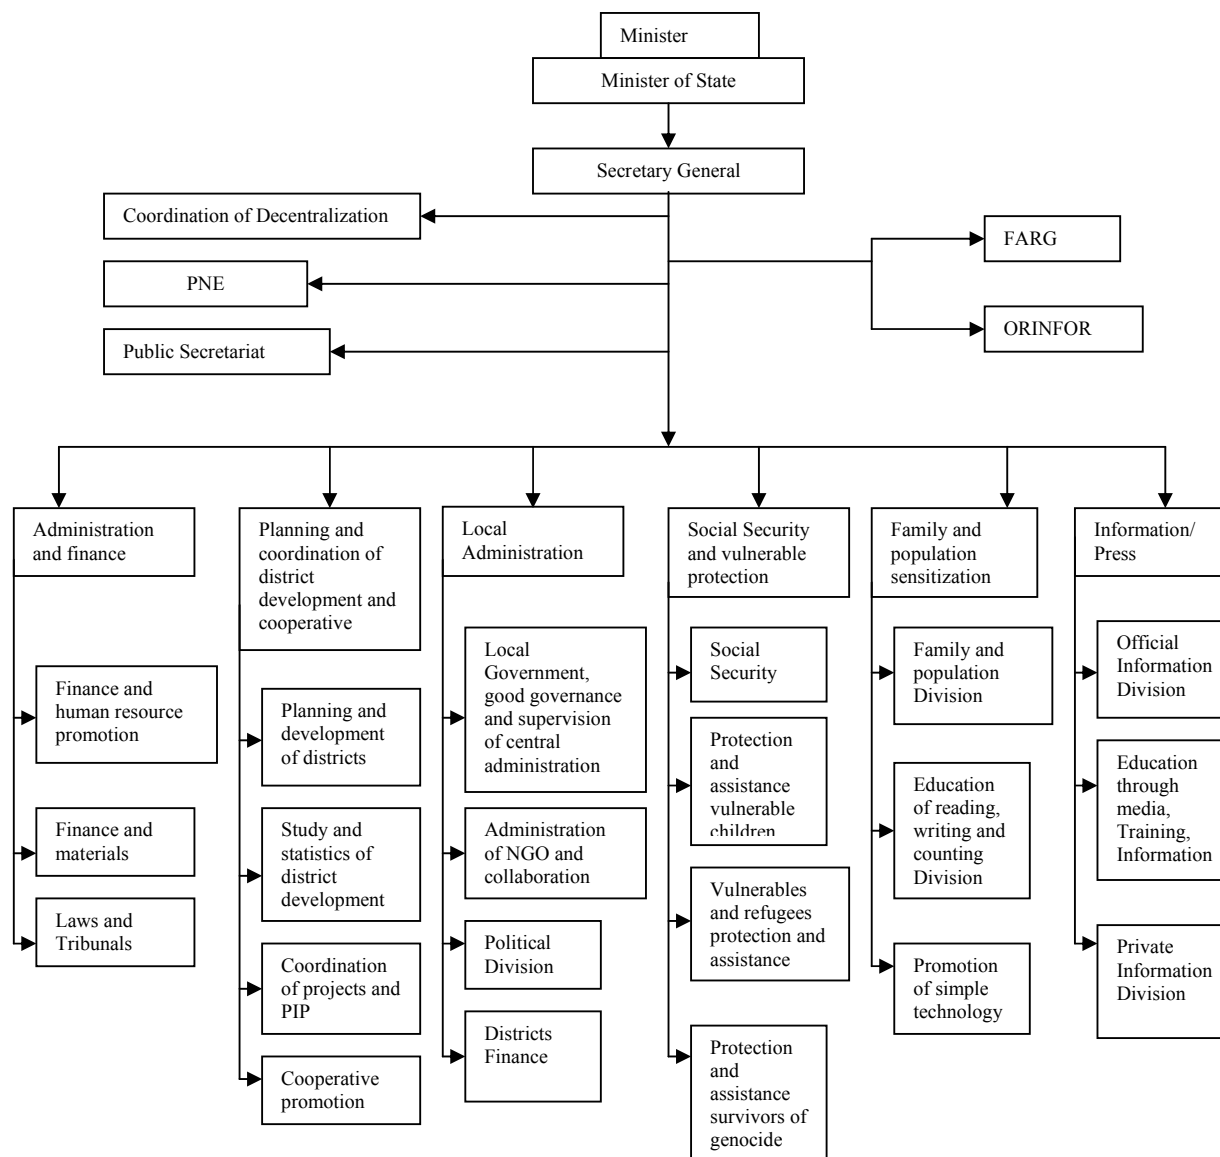 Minister
Minister of State
Secretary General
Coordination of Decentralization
FARG
PNE
ORINFOR
Public Secretariat
Administration
and finance
Planning and
coordination of
district
development and
cooperative
Local
Administration
Social Security
and vulnerable
protection
Family and
population
sensitization
Information/
Press
Finance and
human resource
promotion
Finance and
materials
Laws and
Tribunals
Planning and
development
of districts
Study and
statistics of
district
development
Coordination
of projects and
PIP
Cooperative
promotion
Local
Government,
good governance
and supervision
of central
administration
Administration
of NGO and
collaboration
Political
Division
Districts
Finance
Social
Security
Protection
and
assistance
vulnerable
children
Vulnerables
and refugees
protection and
assistance
Protection
and
assistance
survivors of
genocide
Family and
population
Division
Education
of reading,
writing and
counting
Division
Promotion
of simple
technology
Official
Information
Division
Education
through
media,
Training,
Information
Private
Information
Division